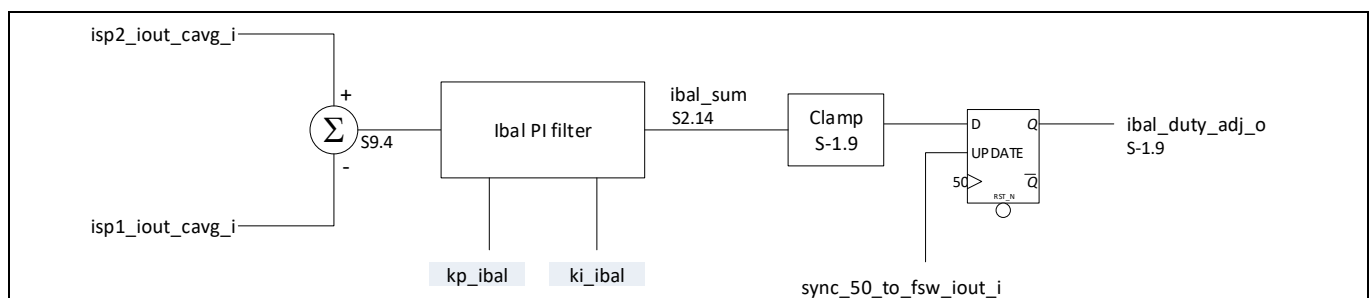 isp2_iout_cavg_i
+
Σ
S9.4
-
isp1_iout_cavg_i
Ibal PI filter
kp_ibal
ki_ibal
ibal_sum
S2.14
Clamp
S-1.9
D
Q
UPDATE
50
Q̅
RST_N
ibal_duty_adj_o
S-1.9
sync_50_to_fsw_iout_i